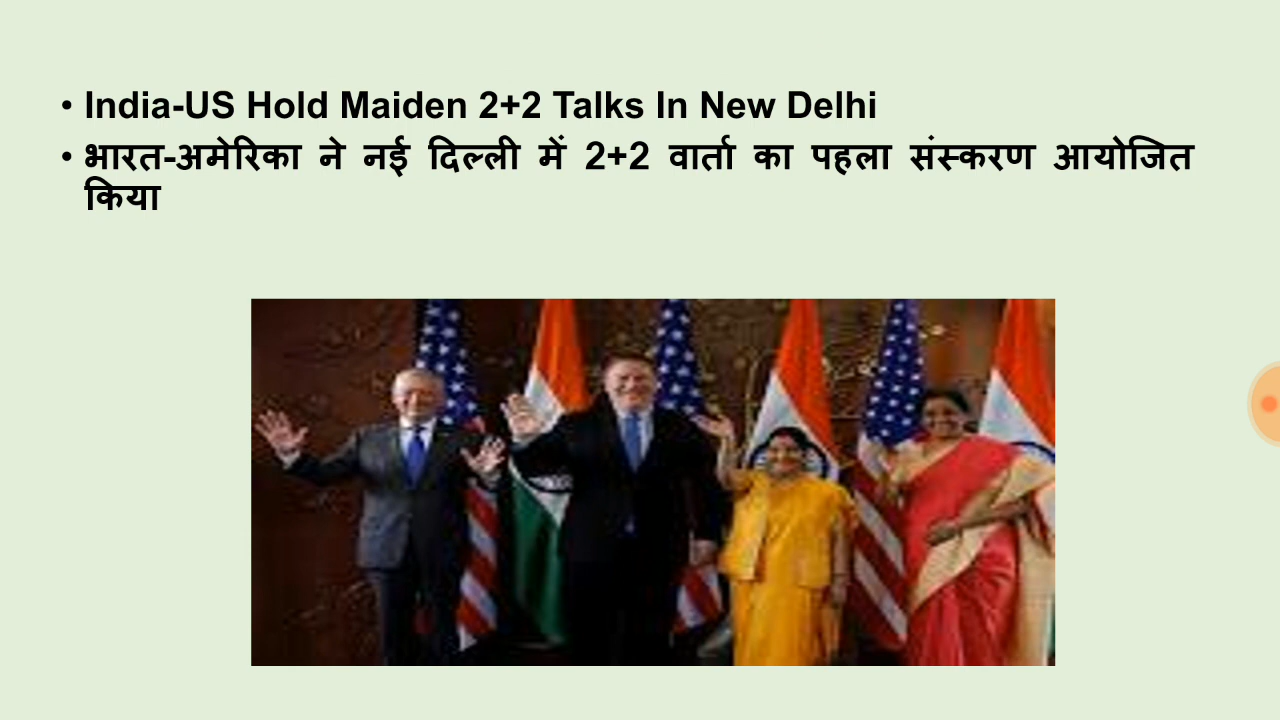 • India-US Hold Maiden 2+2 Talks In New Delhi
• भारत-अमेरिका ने नई दिल्ली में 2+2 वार्ता का पहला संस्करण आयोजित
किया